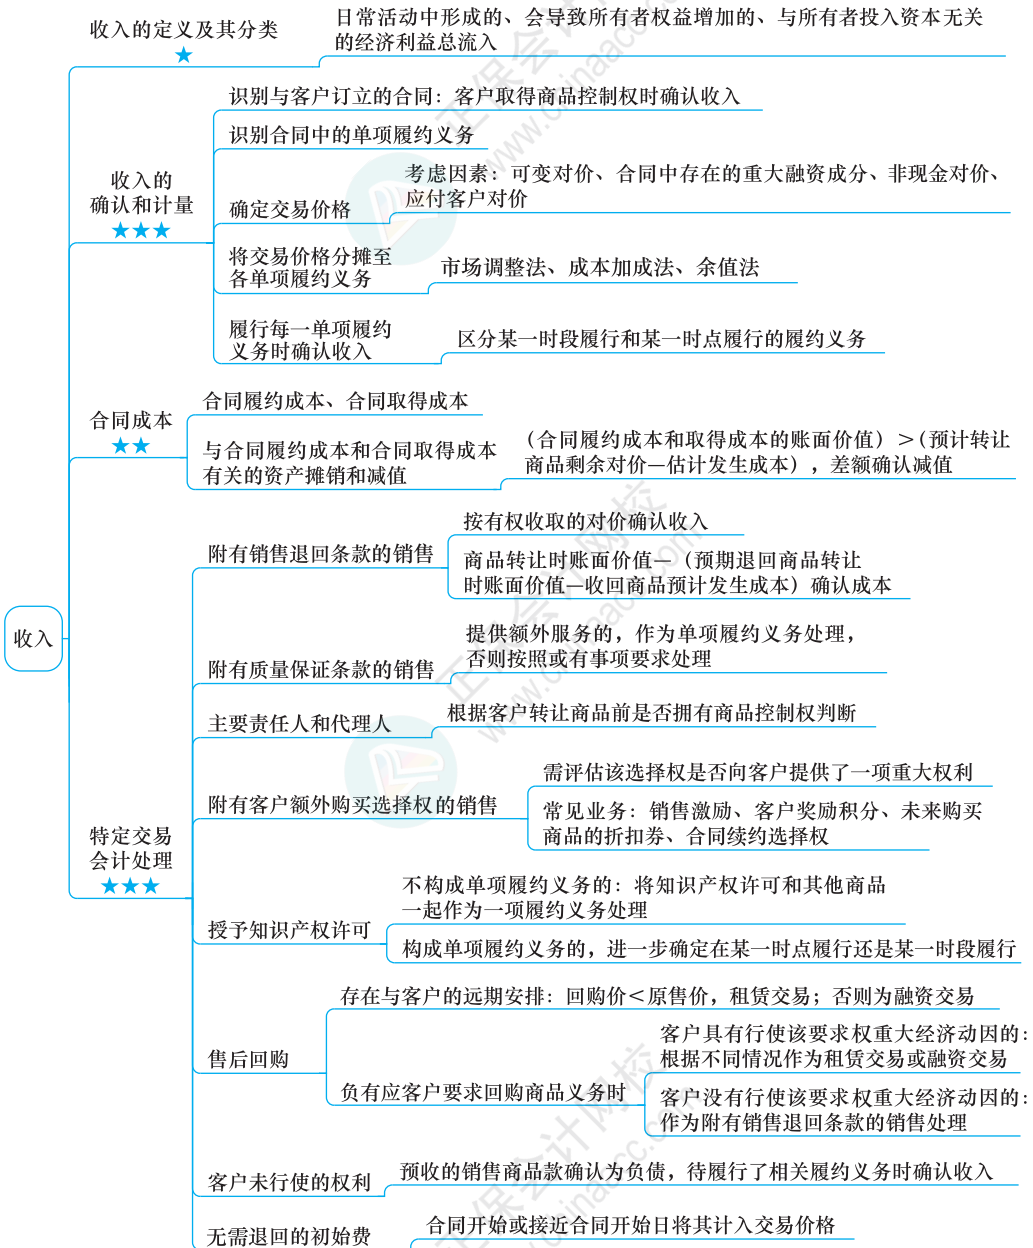 收入的定义及其分类
★
日常活动中形成的、会导致所有者权益增加的、与所有者投入资本无关
的经济利益总流入
收入的
确认和计量
★★★
识别与客户订立的合同：客户取得商品控制权时确认收入
识别合同中的单项履约义务
确定交易价格
考虑因素：可变对价、合同中存在的重大融资成分、非现金对价、
应付客户对价
将交易价格分摊至
各单项履约义务
市场调整法、成本加成法、余值法
履行每一单项履约
义务时确认收入
区分某一时段履行和某一时点履行的履约义务
合同成本
★★
合同履约成本、合同取得成本
与合同履约成本和合同取得成本
有关的资产摊销和减值
（合同履约成本和取得成本的账面价值）＞（预计转让
商品剩余对价—估计发生成本），差额确认减值
收入
特定交易
会计处理
★★★
附有销售退回条款的销售
按有权收取的对价确认收入
商品转让时账面价值—（预期退回商品转让
时账面价值—收回商品预计发生成本）确认成本
附有质量保证条款的销售
提供额外服务的，作为单项履约义务处理，
否则按照或有事项要求处理
主要责任人和代理人
根据客户转让商品前是否拥有商品控制权判断
附有客户额外购买选择权的销售
需评估该选择权是否向客户提供了一项重大权利
常见业务：销售激励、客户奖励积分、未来购买
商品的折扣券、合同续约选择权
授予知识产权许可
不构成单项履约义务的：将知识产权许可和其他商品
一起作为一项履约义务处理
构成单项履约义务的，进一步确定在某一时点履行还是某一时段履行
售后回购
存在与客户的远期安排：回购价＜原售价，租赁交易；否则为融资交易
负有应客户要求回购商品义务时
客户具有行使该要求权重大经济动因的：
根据不同情况作为租赁交易或融资交易
客户没有行使该要求权重大经济动因的：
作为附有销售退回条款的销售处理
客户未行使的权利
预收的销售商品款确认为负债，待履行了相关履约义务时确认收入
无需退回的初始费
合同开始或接近合同开始日将其计入交易价格
正保会计网校
www.chinaacc.com